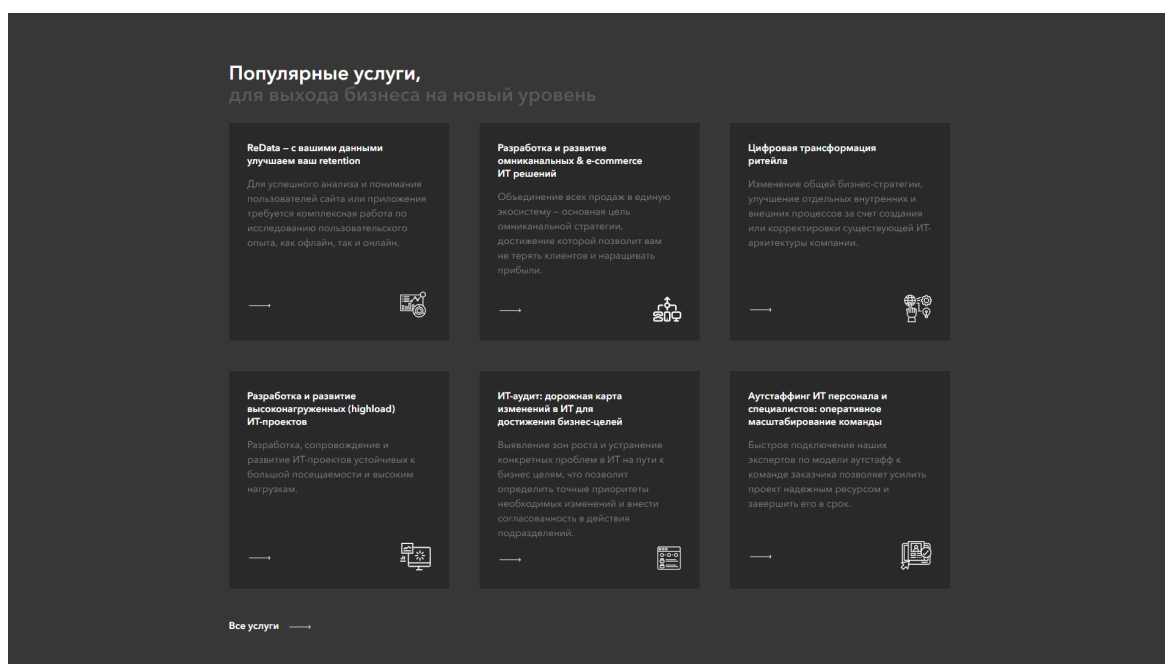 Популярные услуги,
для выхода бизнеса на новый уровень
ReData – с вашими данными
улучшаем ваш retention
Для успешного анализа и понимания
пользователей сайта или приложения
требуется комплексная работа по
исследованию пользовательского
опыта, как офлайн, так и онлайн.
Разработка и развитие
омниканальных & e-commerce
ИТ решений
Объединение всех продаж в единую
экосистему – основная цель
омниканальной стратегии,
достижение которой позволит вам
не терять клиентов и наращивать
прибыли.
Цифровая трансформация
ритейла
Изменение общей бизнес-стратегии,
улучшение отдельных внутренних и
внешних процессов за счет создания
или корректировки существующей ИТ-
архитектуры компании.
Разработка и развитие
высоконагруженных (highload)
ИТ-проектов
Разработка, сопровождение и
развитие ИТ-проектов устойчивых к
большой посещаемости и высоким
нагрузкам.
ИТ-аудит: дорожная карта
изменений в ИТ для
достижения бизнес-целей
Выявление зон роста и устранение
конкретных проблем в ИТ на пути к
бизнес целям, что позволит
определить точные приоритеты
необходимых изменений и внести
согласованность в действия
подразделений.
Аутстаффинг ИТ персонала и
специалистов: оперативное
масштабирование команды
Быстрое подключение наших
экспертов по модели аутстафф к
команде заказчика позволяет усилить
проект надежным ресурсом и
завершить его в срок.
Все услуги